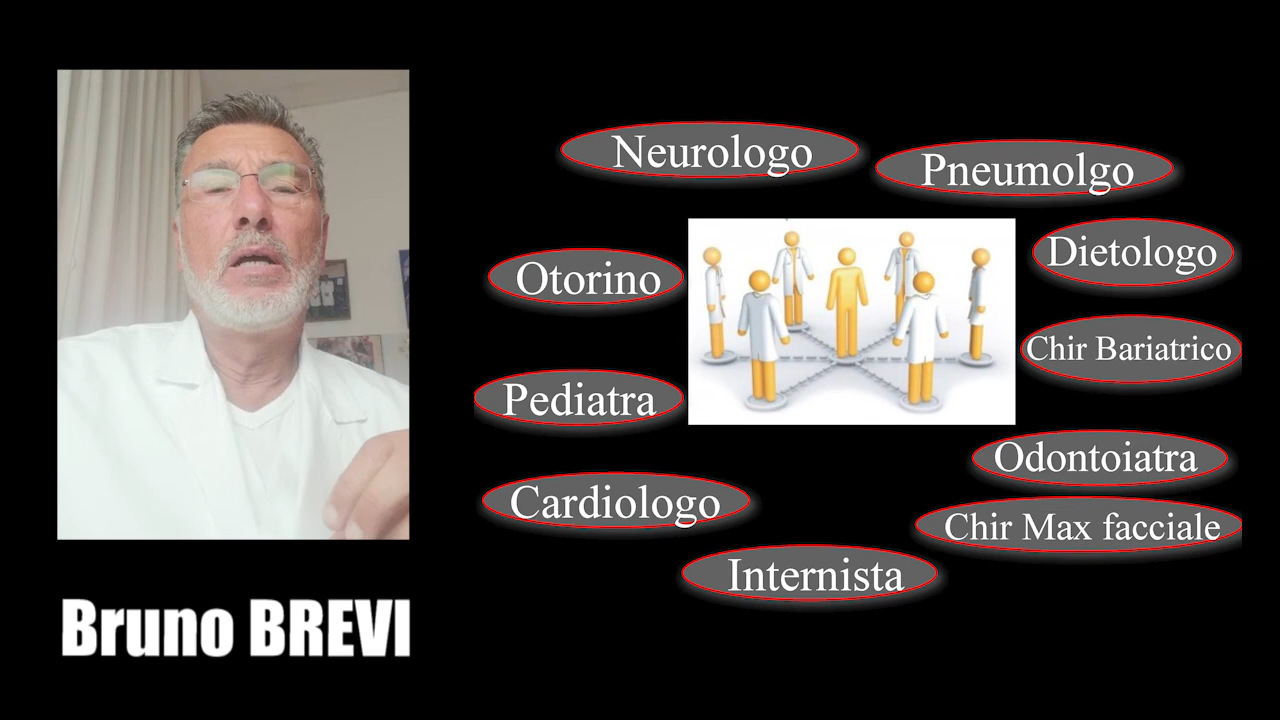 Neurologo
Pneumolgo
Otorino
Dietologo
Chir Bariatrico
Pediatra
Odontoiatra
Cardiologo
Chir Max facciale
Internista
Bruno BREVI